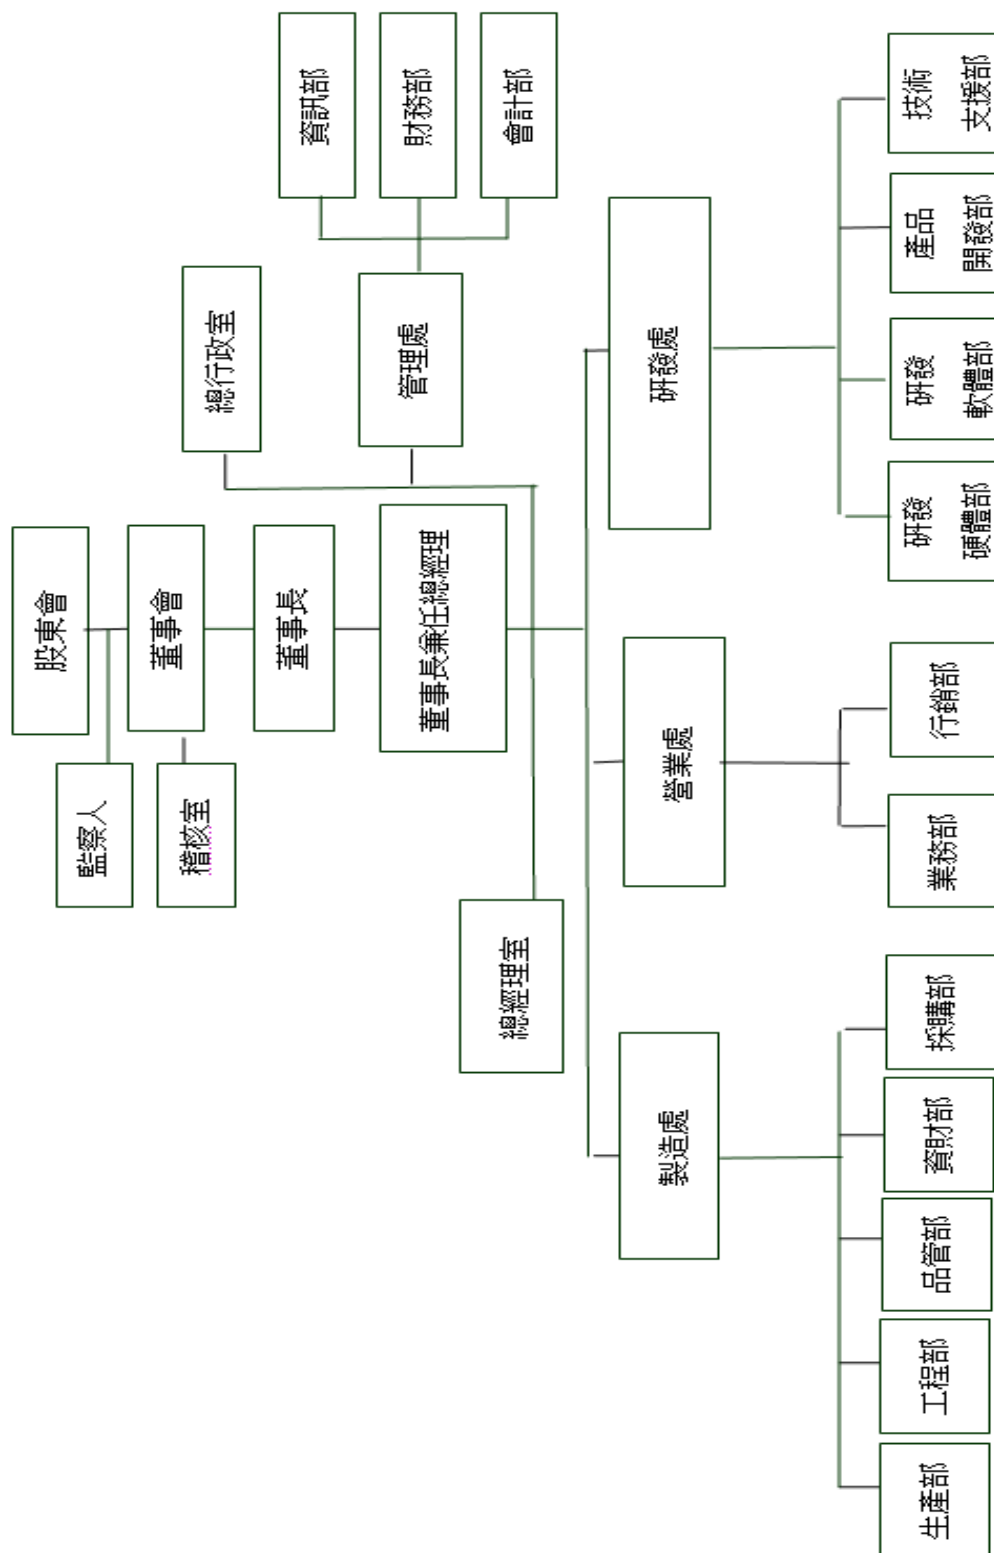 股東會
監察人
董事會
稽核室
董事長
董事長兼任總經理
總行政室
總經理室
管理處
資訊部
財務部
會計部
製造處
營業處
研發處
生產部
工程部
品管部
資財部
採購部
業務部
行銷部
研發
硬體部
研發
軟體部
產品
開發部
技術
支援部